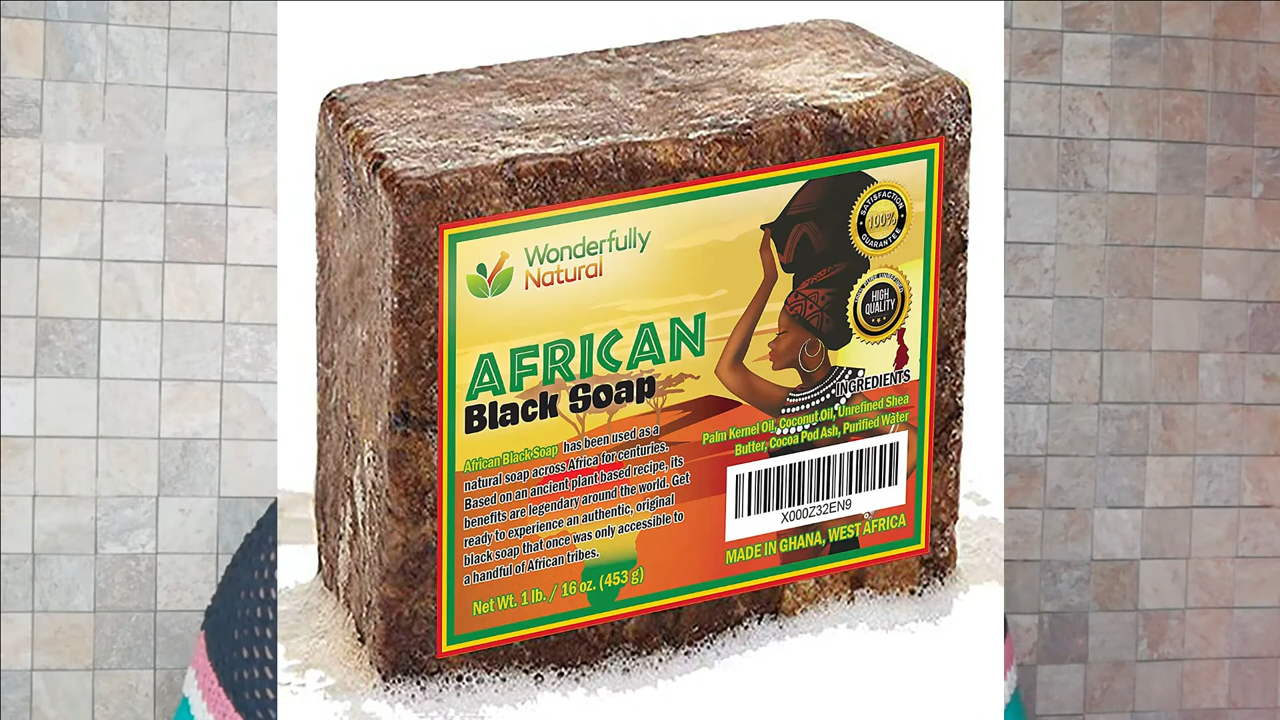 Wonderfully
Natural
SATISFACTION
100%
GUARANTEE
HIGH
QUALITY
AFRICAN
Black Soap
African Black Soap has been used as a
natural soap across Africa for centuries.
Based on an ancient plant based recipe, its
benefits are legendary around the world. Get
ready to experience an authentic, original
black soap that once was only accessible to
a handful of African tribes.
Net Wt. 1 lb. / 16 oz. (453 g)
INGREDIENTS
Palm Kernel Oil, Coconut Oil, Unrefined Shea
Butter, Cocoa Pod Ash, Purified Water
X000Z32EN9
MADE IN GHANA, WEST AFRICA